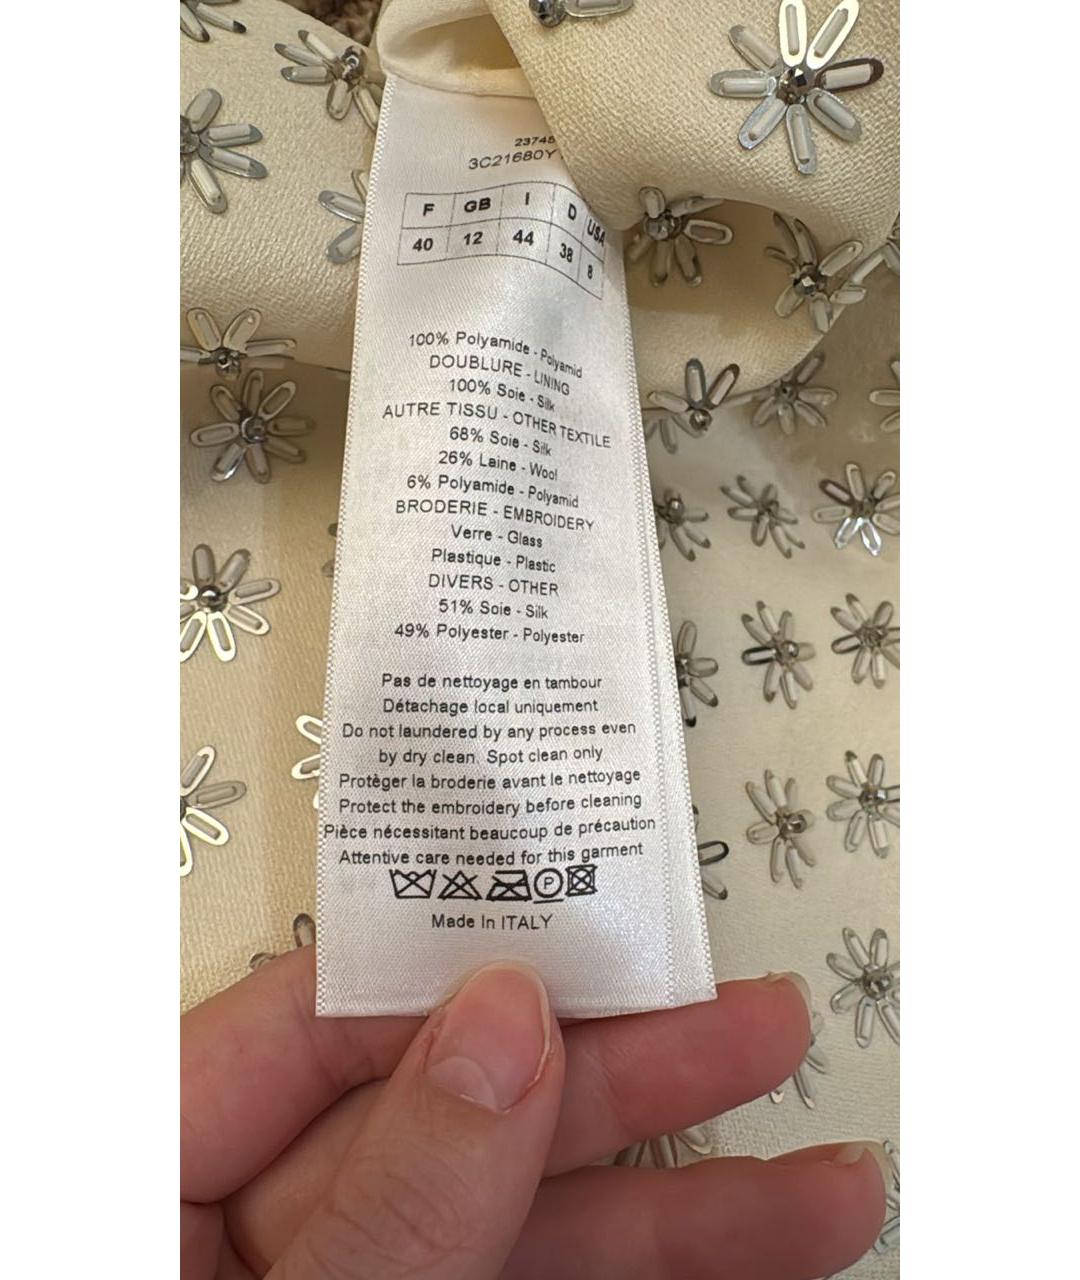 23745
3C21680Y
F GB I D USA
40 12 44 38 8
100% Polyamide - Polyamid
DOUBLURE - LINING
100% Soie - Silk
AUTRE TISSU - OTHER TEXTILE
68% Soie - Silk
26% Laine - Wool
6% Polyamide - Polyamid
BRODERIE - EMBROIDERY
Verre - Glass
Plastique - Plastic
DIVERS - OTHER
51% Soie - Silk
49% Polyester - Polyester
Pas de nettoyage en tambour
Détachage local uniquement
Do not laundered by any process even
by dry clean. Spot clean only
Protèger la broderie avant le nettoyage
Protect the embroidery before cleaning
Pièce nécessitant beaucoup de précaution
Attentive care needed for this garment
P
Made In ITALY